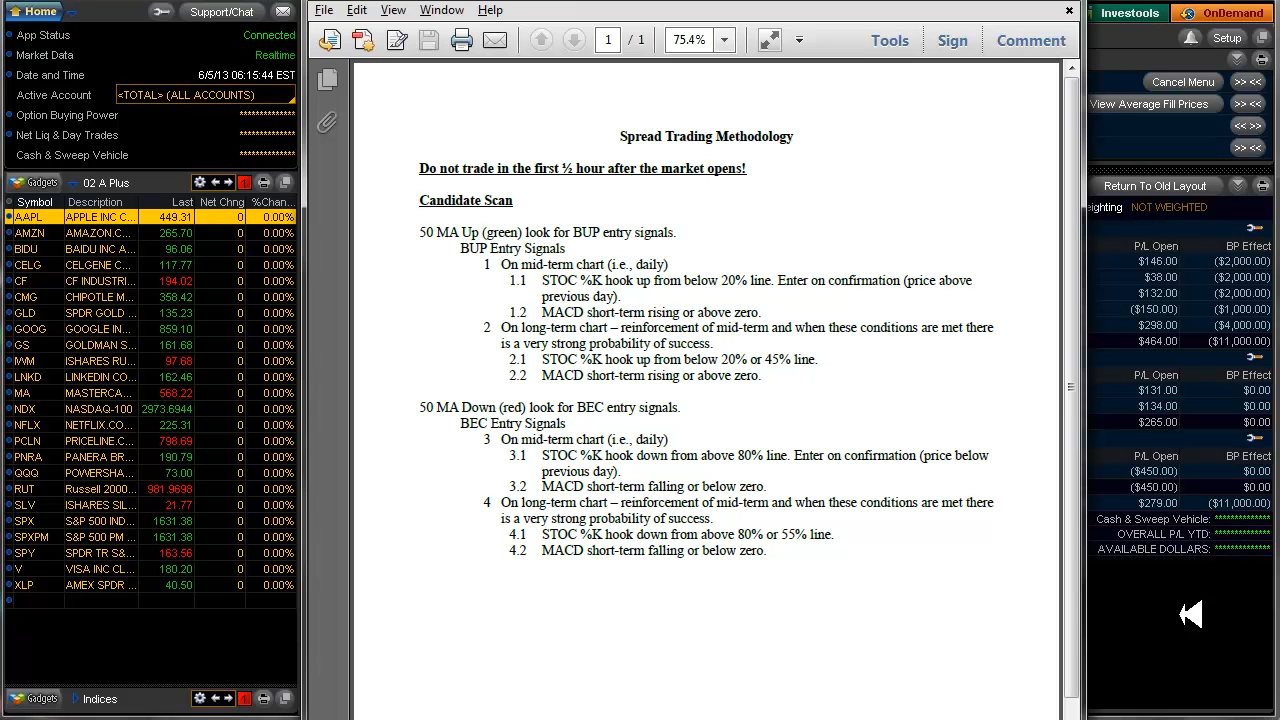 Home
Support/Chat
App Status Connected
Market Data Realtime
Date and Time 6/5/13 06:15:44 EST
Active Account <TOTAL> (ALL ACCOUNTS)
Option Buying Power *************
Net Liq & Day Trades *************
Cash & Sweep Vehicle *************
Gadgets 02 A Plus 1
Symbol Description Last Net Chng %Chan...
AAPL APPLE INC C... 449.31 0 0.00%
AMZN AMAZON.C... 265.70 0 0.00%
BIDU BAIDU INC A... 96.06 0 0.00%
CELG CELGENE C... 117.77 0 0.00%
CF CF INDUSTRI... 194.02 0 0.00%
CMG CHIPOTLE M... 358.42 0 0.00%
GLD SPDR GOLD ... 135.23 0 0.00%
GOOG GOOGLE IN... 859.10 0 0.00%
GS GOLDMAN S... 161.68 0 0.00%
IWM ISHARES RU... 97.68 0 0.00%
LNKD LINKEDIN CO... 162.46 0 0.00%
MA MASTERCA... 568.22 0 0.00%
NDX NASDAQ-100 2973.6944 0 0.00%
NFLX NETFLIX.CO... 225.31 0 0.00%
PCLN PRICELINE.C... 798.69 0 0.00%
PNRA PANERA BR... 190.79 0 0.00%
QQQ POWERSHA... 73.00 0 0.00%
RUT Russell 2000... 981.9698 0 0.00%
SLV ISHARES SIL... 21.77 0 0.00%
SPX S&P 500 IND... 1631.38 0 0.00%
SPXPM S&P 500 PM ... 1631.38 0 0.00%
SPY SPDR TR S&... 163.56 0 0.00%
V VISA INC CL... 180.20 0 0.00%
XLP AMEX SPDR ... 40.50 0 0.00%
Gadgets Indices 1
File Edit View Window Help
1 / 1 75.4% Tools Sign Comment
Spread Trading Methodology
Do not trade in the first ½ hour after the market opens!
Candidate Scan
50 MA Up (green) look for BUP entry signals.
BUP Entry Signals
1 On mid-term chart (i.e., daily)
1.1 STOC %K hook up from below 20% line. Enter on confirmation (price above
previous day).
1.2 MACD short-term rising or above zero.
2 On long-term chart – reinforcement of mid-term and when these conditions are met there
is a very strong probability of success.
2.1 STOC %K hook up from below 20% or 45% line.
2.2 MACD short-term rising or above zero.
50 MA Down (red) look for BEC entry signals.
BEC Entry Signals
3 On mid-term chart (i.e., daily)
3.1 STOC %K hook down from above 80% line. Enter on confirmation (price below
previous day).
3.2 MACD short-term falling or below zero.
4 On long-term chart – reinforcement of mid-term and when these conditions are met there
is a very strong probability of success.
4.1 STOC %K hook down from above 80% or 55% line.
4.2 MACD short-term falling or below zero.
Investools OnDemand
Setup
Cancel Menu >> <<
View Average Fill Prices >> <<
<< >>
>> <<
Return To Old Layout
ighting NOT WEIGHTED
P/L Open BP Effect
$146.00 ($2,000.00)
$38.00 ($2,000.00)
$132.00 ($2,000.00)
($150.00) ($1,000.00)
$298.00 ($4,000.00)
$464.00 ($11,000.00)
P/L Open BP Effect
$131.00 $0.00
$134.00 $0.00
$265.00 $0.00
P/L Open BP Effect
($450.00) $0.00
($450.00) $0.00
$279.00 ($11,000.00)
Cash & Sweep Vehicle: *************
OVERALL P/L YTD: *************
AVAILABLE DOLLARS: *************